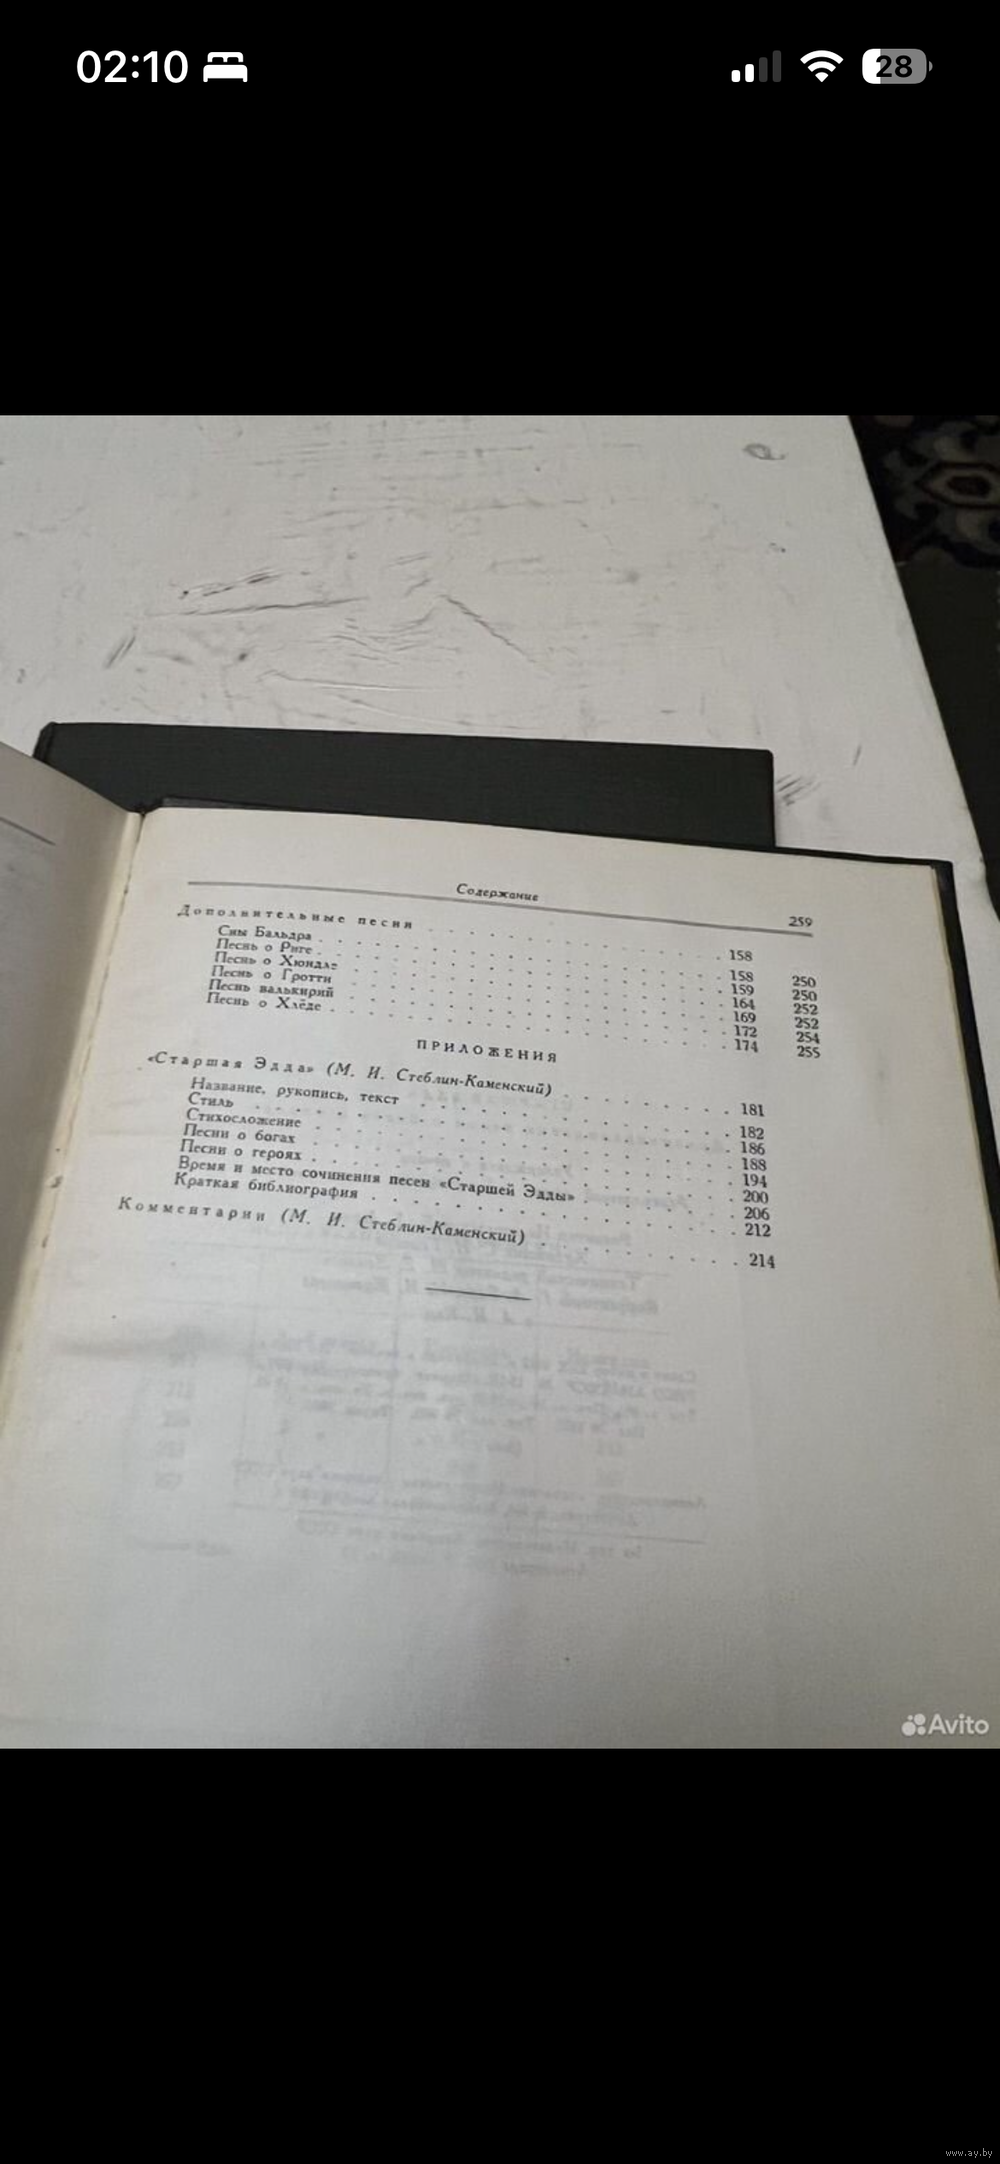 02:10
28
Содержание 259
Дополнительные песни . . . 158
Сны Бальдра . . . 158 250
Песнь о Риге . . . 159 250
Песнь о Хюндле . . . 164 252
Песнь о Гротти . . . 169 252
Песнь валькирий . . . 172 254
Песнь о Хлёде . . . 174 255
ПРИЛОЖЕНИЯ
«Старшая Эдда» (М. И. Стеблин-Каменский) . . . 181
Название, рукопись, текст . . . 182
Стиль . . . 186
Стихосложение . . . 188
Песни о богах . . . 194
Песни о героях . . . 200
Время и место сочинения песен «Старшей Эдды» . . . 206
Краткая библиография . . . 212
Комментарии (М. И. Стеблин-Каменский) . . . 214
Avito
www.ay.by